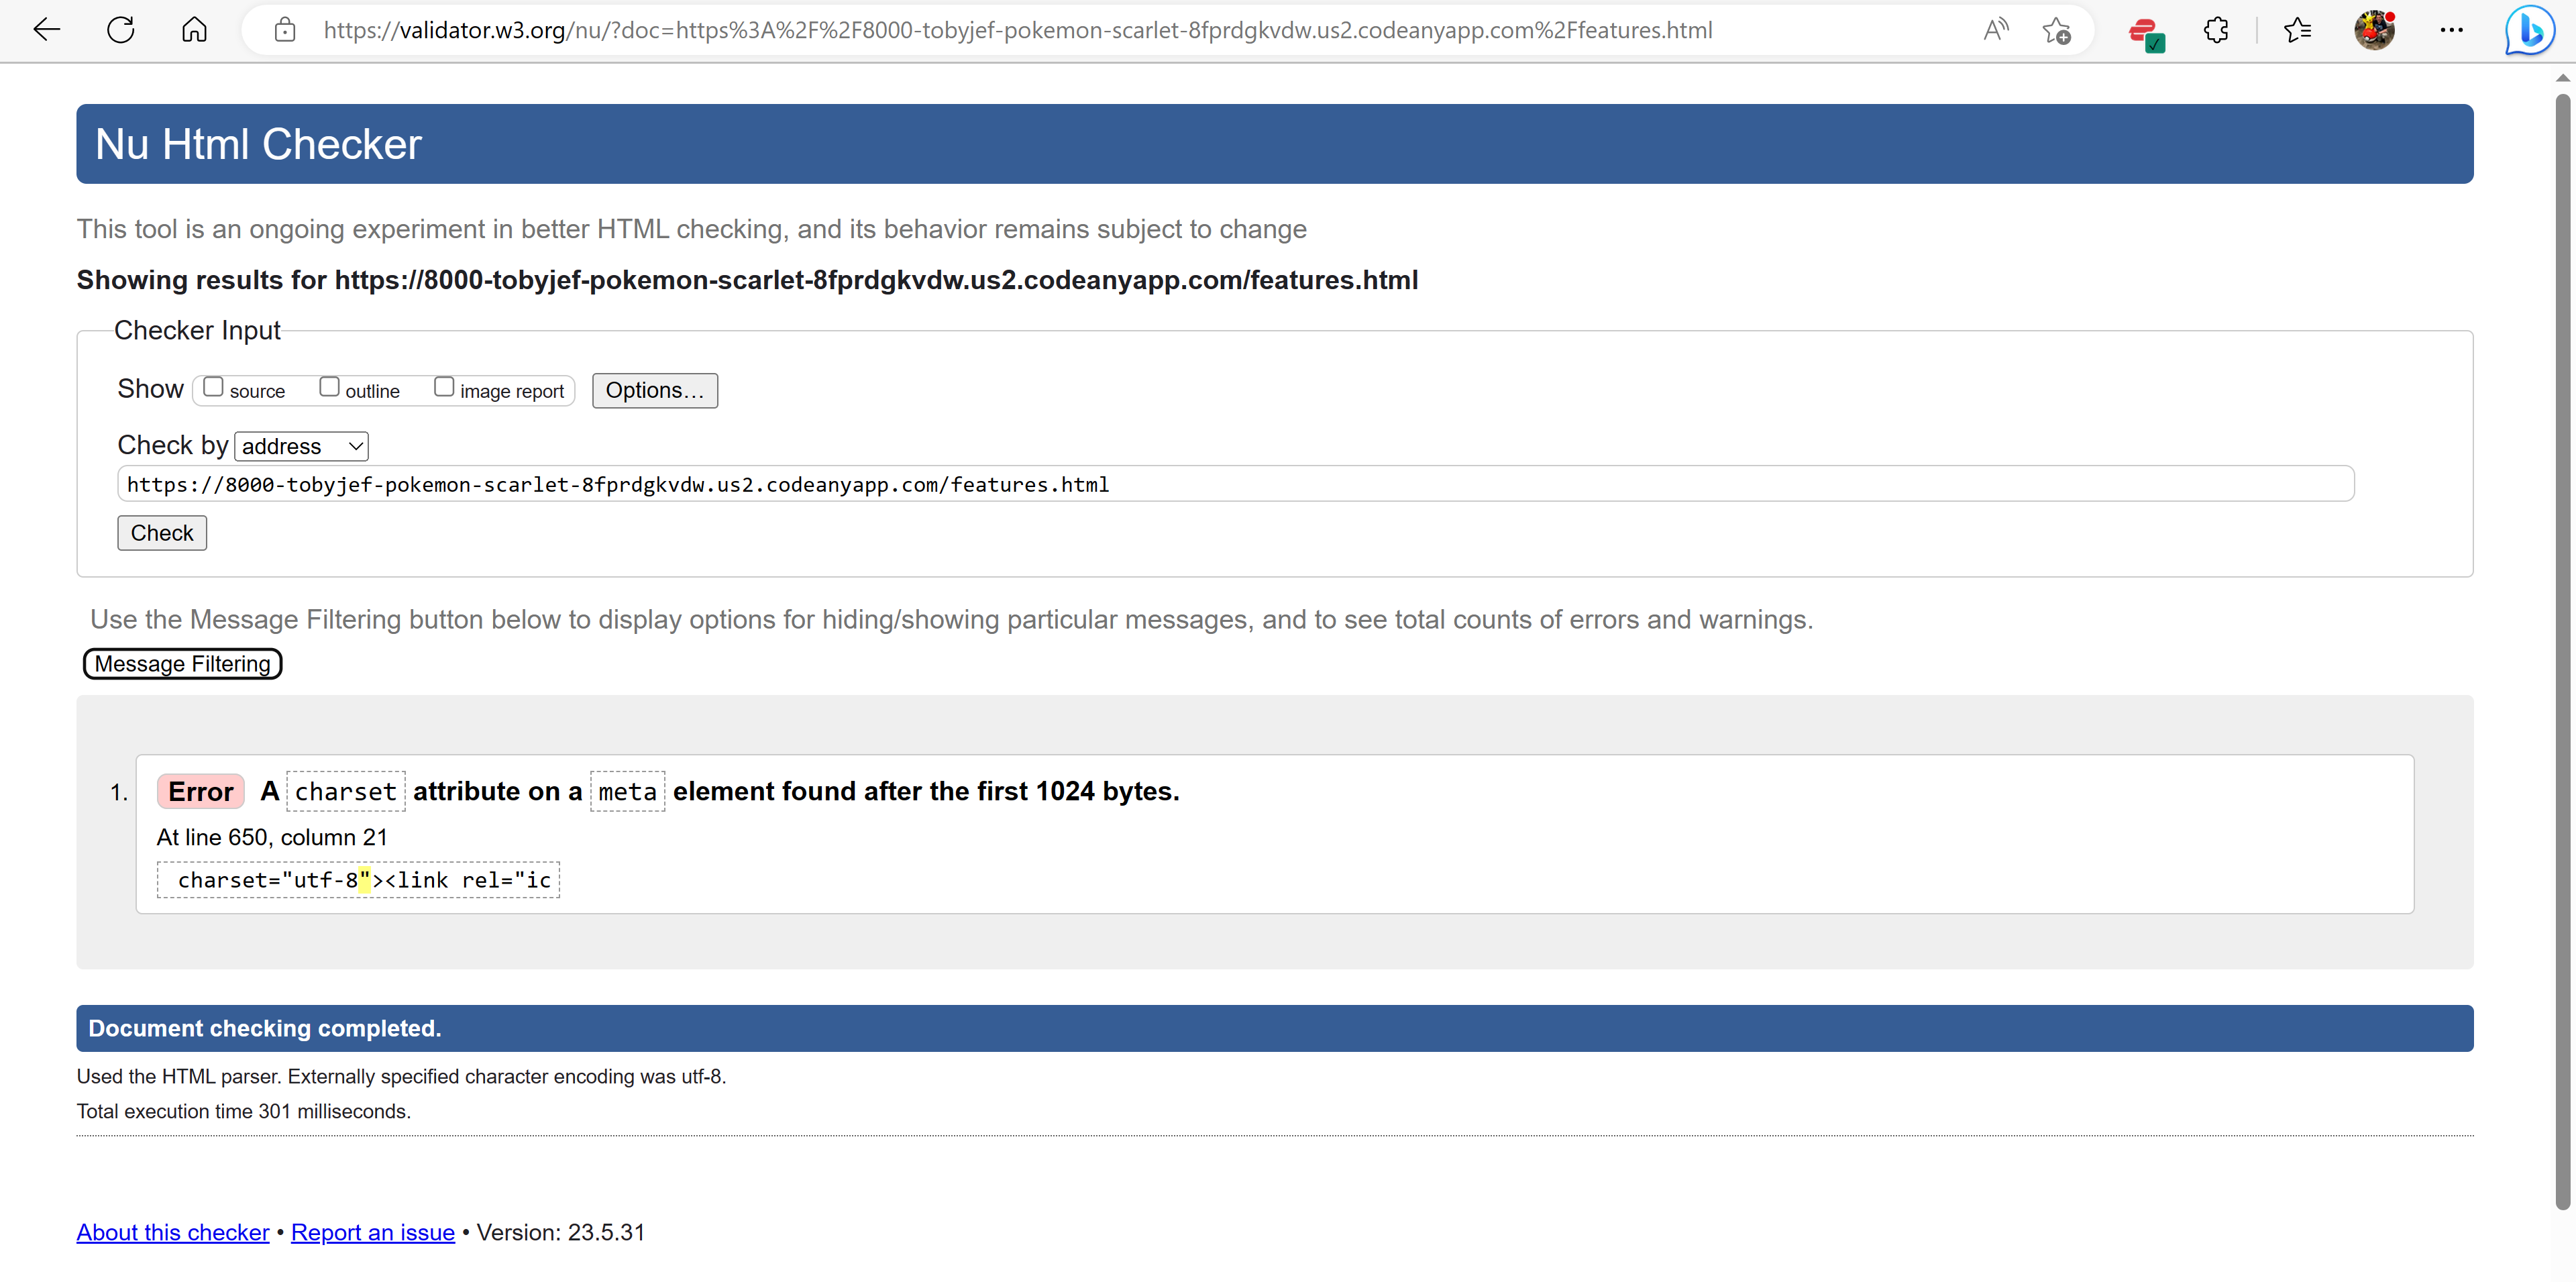 https://validator.w3.org/nu/?doc=https%3A%2F%2F8000-tobyjef-pokemon-scarlet-8fprdgkvdw.us2.codeanyapp.com%2Ffeatures.html
Nu Html Checker
This tool is an ongoing experiment in better HTML checking, and its behavior remains subject to change
Showing results for https://8000-tobyjef-pokemon-scarlet-8fprdgkvdw.us2.codeanyapp.com/features.html
Checker Input
Show source outline image report Options...
Check by address
https://8000-tobyjef-pokemon-scarlet-8fprdgkvdw.us2.codeanyapp.com/features.html
Check
Use the Message Filtering button below to display options for hiding/showing particular messages, and to see total counts of errors and warnings.
Message Filtering
1. Error A charset attribute on a meta element found after the first 1024 bytes.
At line 650, column 21
charset="utf-8"><link rel="ic
Document checking completed.
Used the HTML parser. Externally specified character encoding was utf-8.
Total execution time 301 milliseconds.
About this checker • Report an issue • Version: 23.5.31